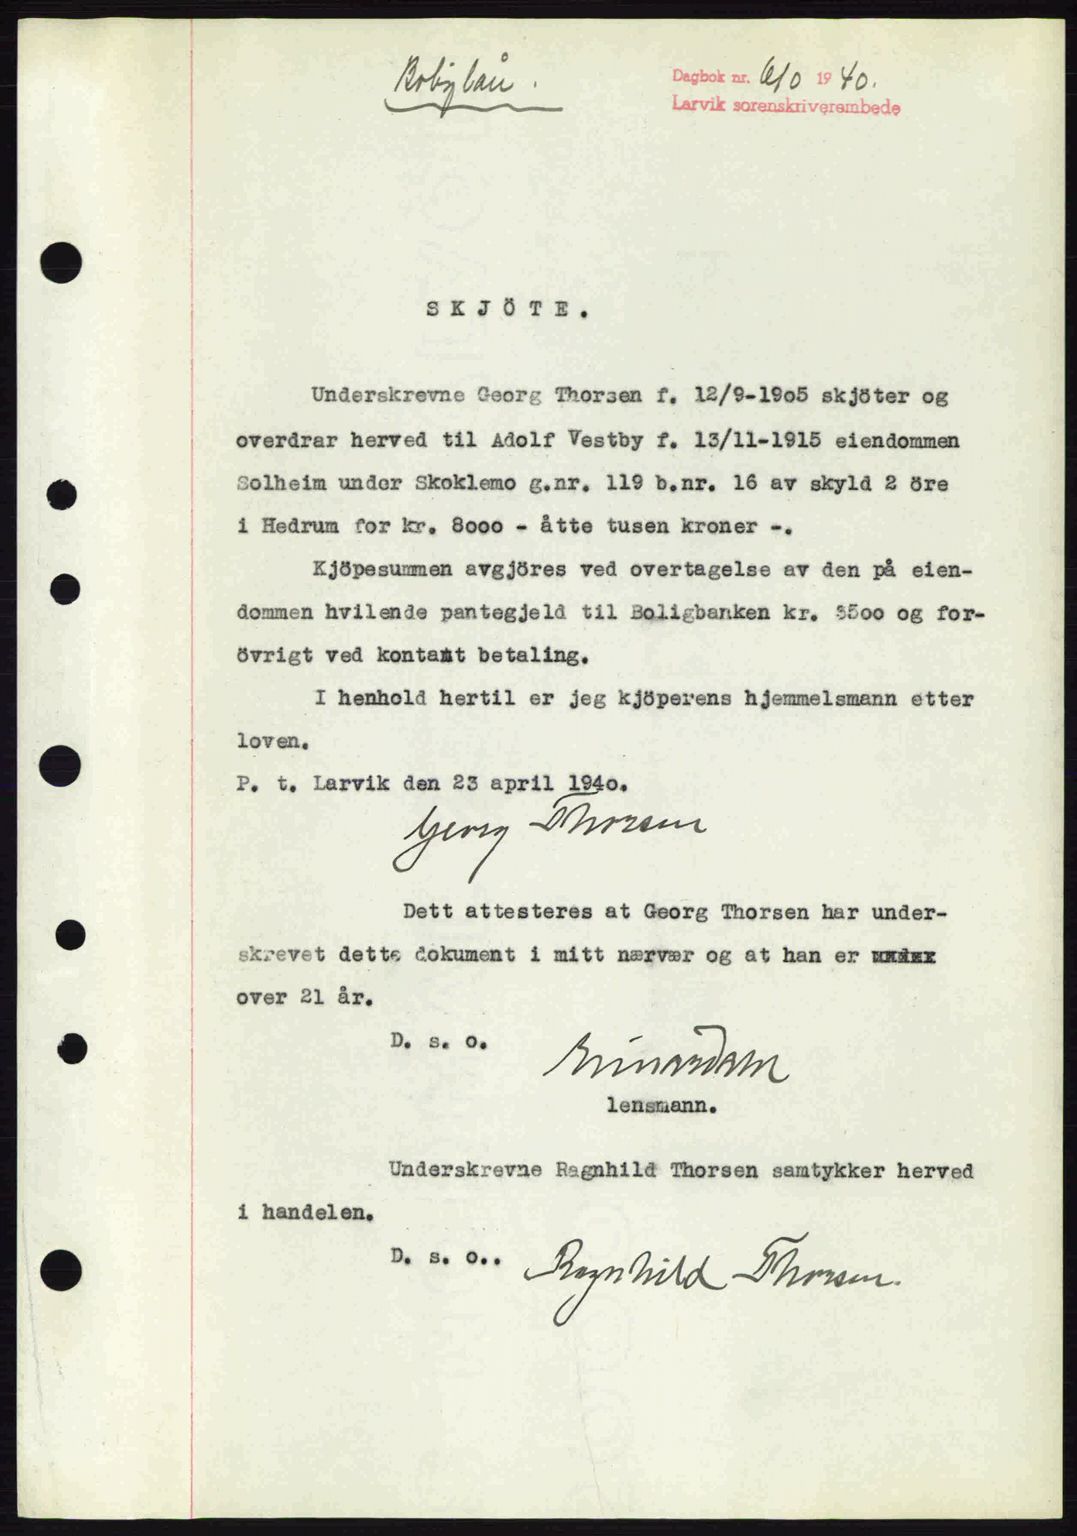 Boligbån.
Dagbok nr. 610 1940.
Larvik sorenskriverembede
SKJÖTE.
Underskrevne Georg Thorsen f. 12/9-19o5 skjöter og
overdrar herved til Adolf Vestby f. 13/11-1915 eiendommen
Solheim under Skoklemo g.nr. 119 b.nr. 16 av skyld 2 öre
i Hedrum for kr. 8ooo - åtte tusen kroner -.
Kjöpesummen avgjöres ved overtagelse av den på eien-
dommen hvilende pantegjeld til Boligbanken kr. 5oo og for-
övrigt ved kontant betaling.
I henhold hertil er jeg kjöperens hjemmelsmann etter
loven.
P. t. Larvik den 23 april 194o.
Georg Thorsen
Dett attesteres at Georg Thorsen har under-
skrevet dette dokument i mitt nærvær og at han er
over 21 år.
D. s. o.
lensmann.
Underskrevne Ragnhild Thorsen samtykker herved
i handelen.
D. s. o..
Ragnhild Thorsen.